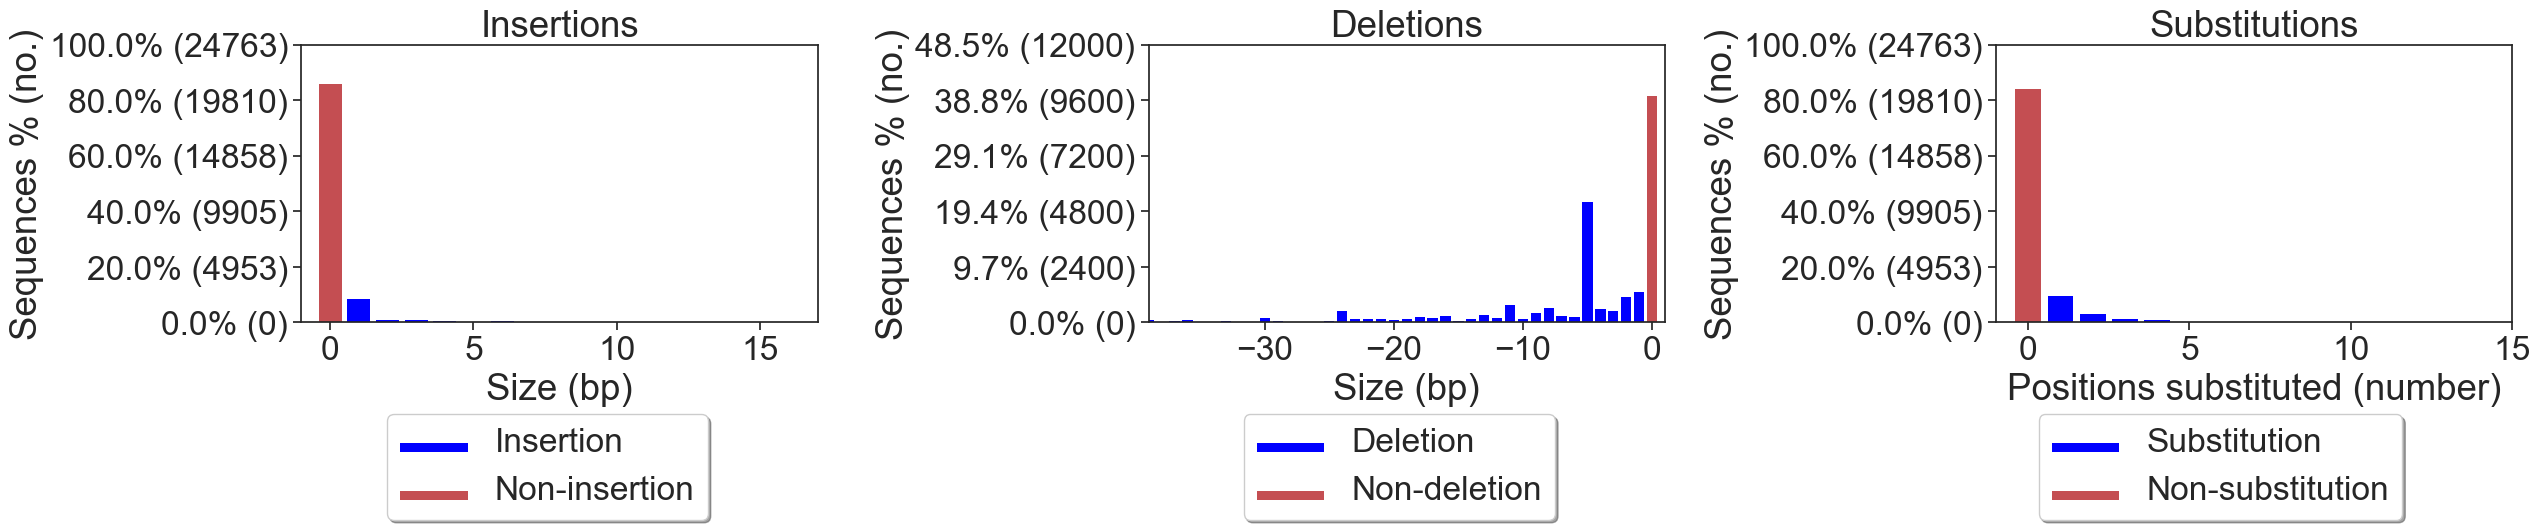 Insertions
Sequences % (no.)
100.0% (24763)
80.0% (19810)
60.0% (14858)
40.0% (9905)
20.0% (4953)
0.0% (0)
0 5 10 15
Size (bp)
Insertion
Non-insertion
Deletions
Sequences % (no.)
48.5% (12000)
38.8% (9600)
29.1% (7200)
19.4% (4800)
9.7% (2400)
0.0% (0)
−30 −20 −10 0
Size (bp)
Deletion
Non-deletion
Substitutions
Sequences % (no.)
100.0% (24763)
80.0% (19810)
60.0% (14858)
40.0% (9905)
20.0% (4953)
0.0% (0)
0 5 10 15
Positions substituted (number)
Substitution
Non-substitution